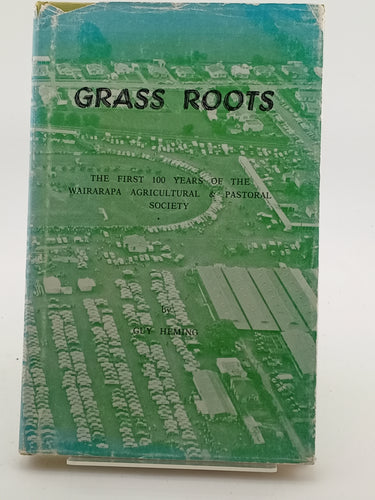 GRASS ROOTS
THE FIRST 100 YEARS OF THE
WAIRARAPA AGRICULTURAL & PASTORAL
SOCIETY
by
GUY HEMING